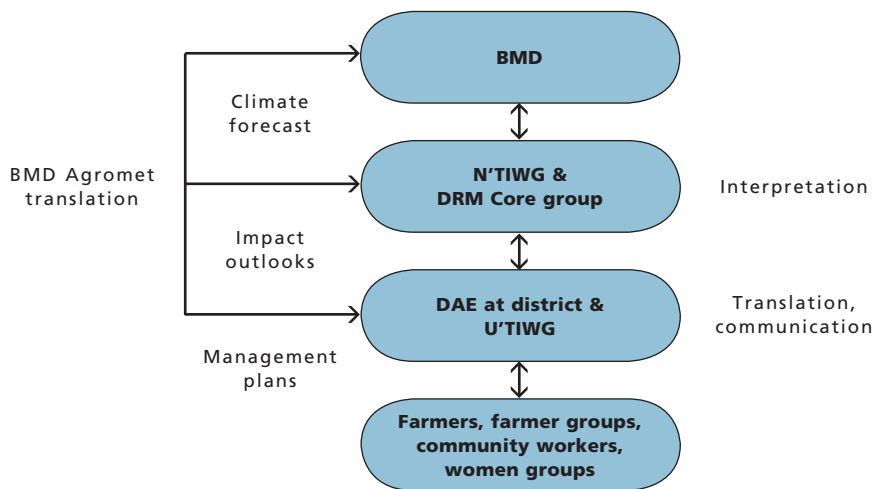 BMD
Climate
forecast
BMD Agromet
translation
N'TIWG &
DRM Core group
Interpretation
Impact
outlooks
DAE at district &
U'TIWG
Translation,
communication
Management
plans
Farmers, farmer groups,
community workers,
women groups